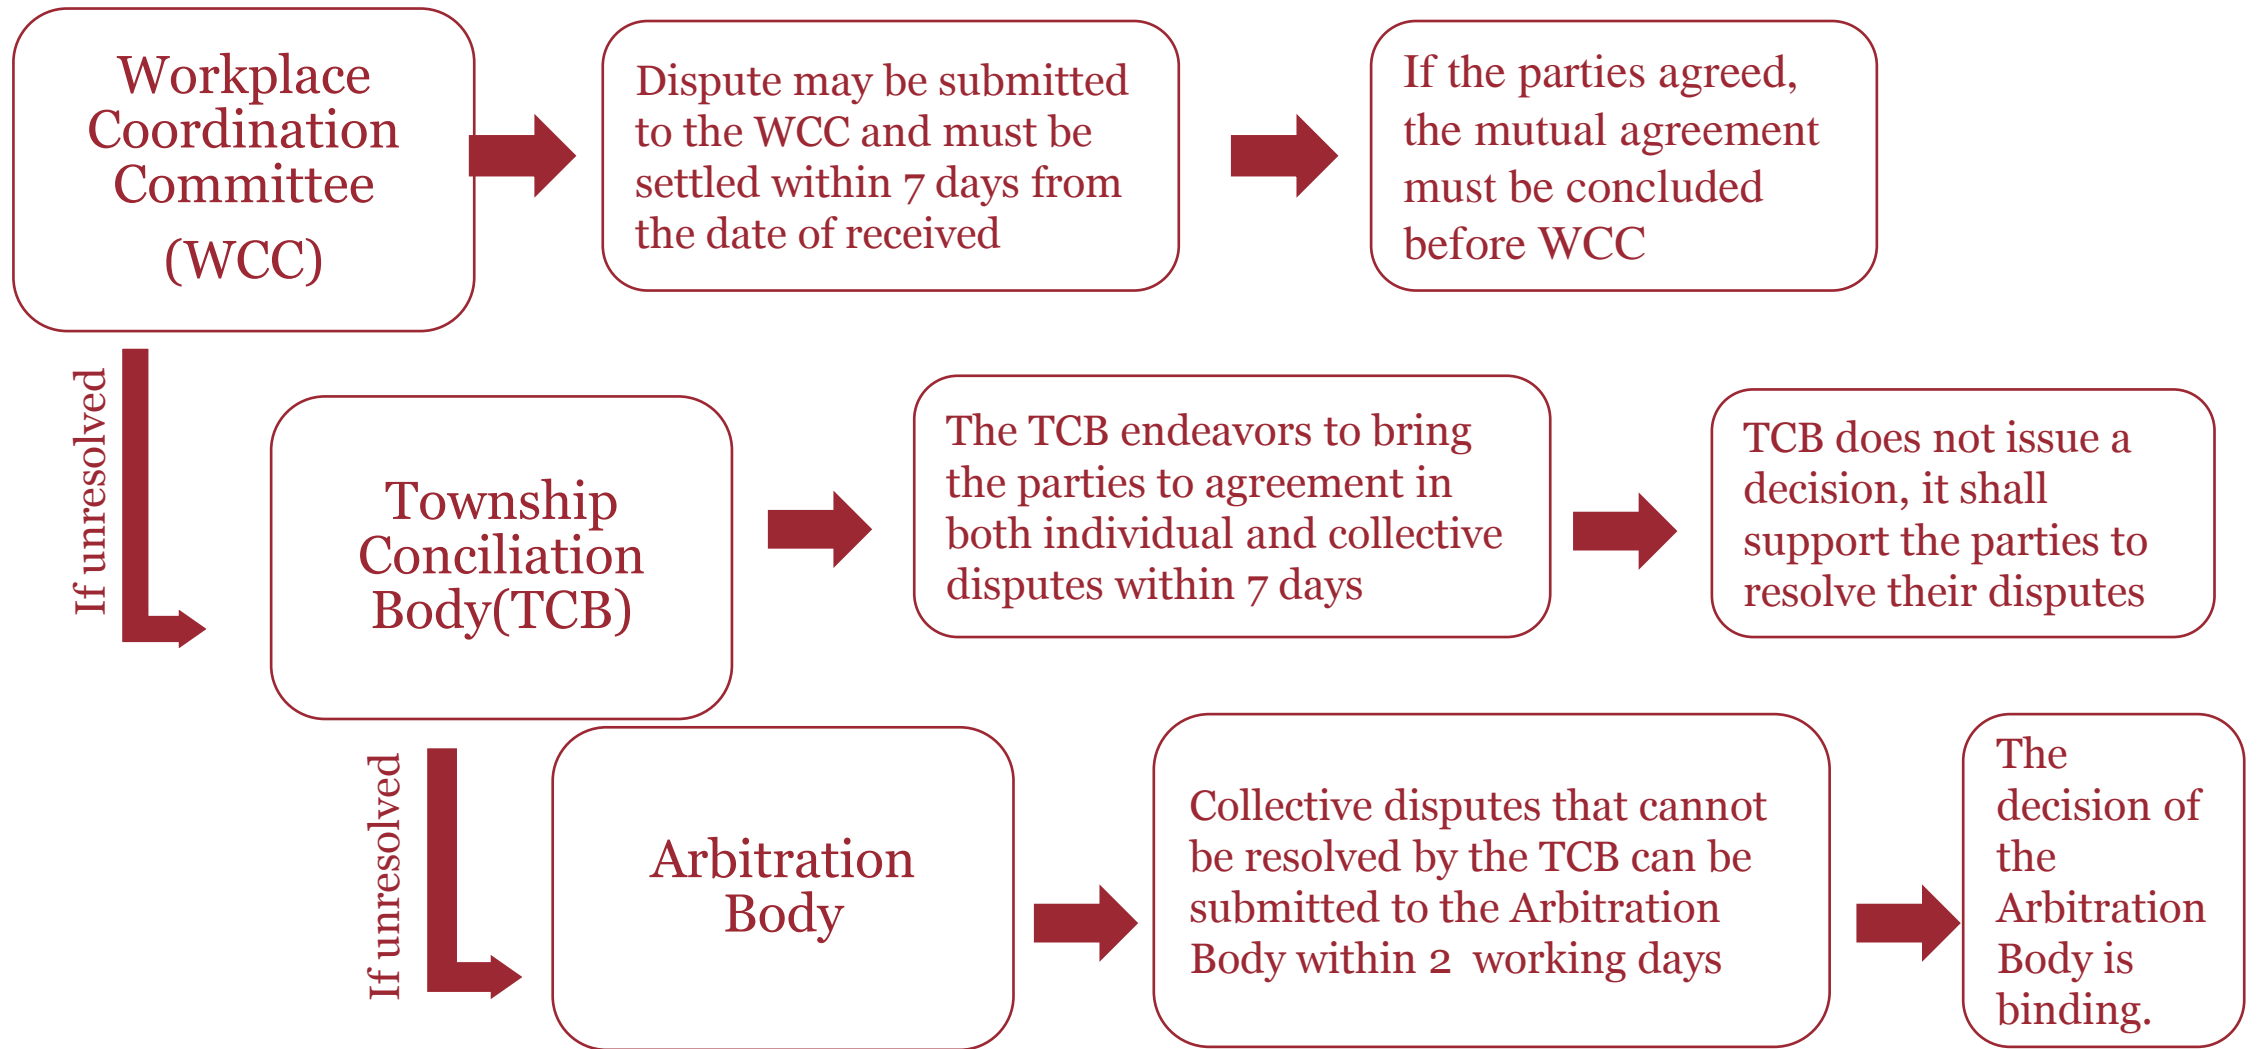 Workplace
Coordination
Committee
(WCC)
Dispute may be submitted
to the WCC and must be
settled within 7 days from
the date of received
If the parties agreed,
the mutual agreement
must be concluded
before WCC
If unresolved
Township
Conciliation
Body(TCB)
The TCB endeavors to bring
the parties to agreement in
both individual and collective
disputes within 7 days
TCB does not issue a
decision, it shall
support the parties to
resolve their disputes
If unresolved
Arbitration
Body
Collective disputes that cannot
be resolved by the TCB can be
submitted to the Arbitration
Body within 2 working days
The
decision of
the
Arbitration
Body is
binding.